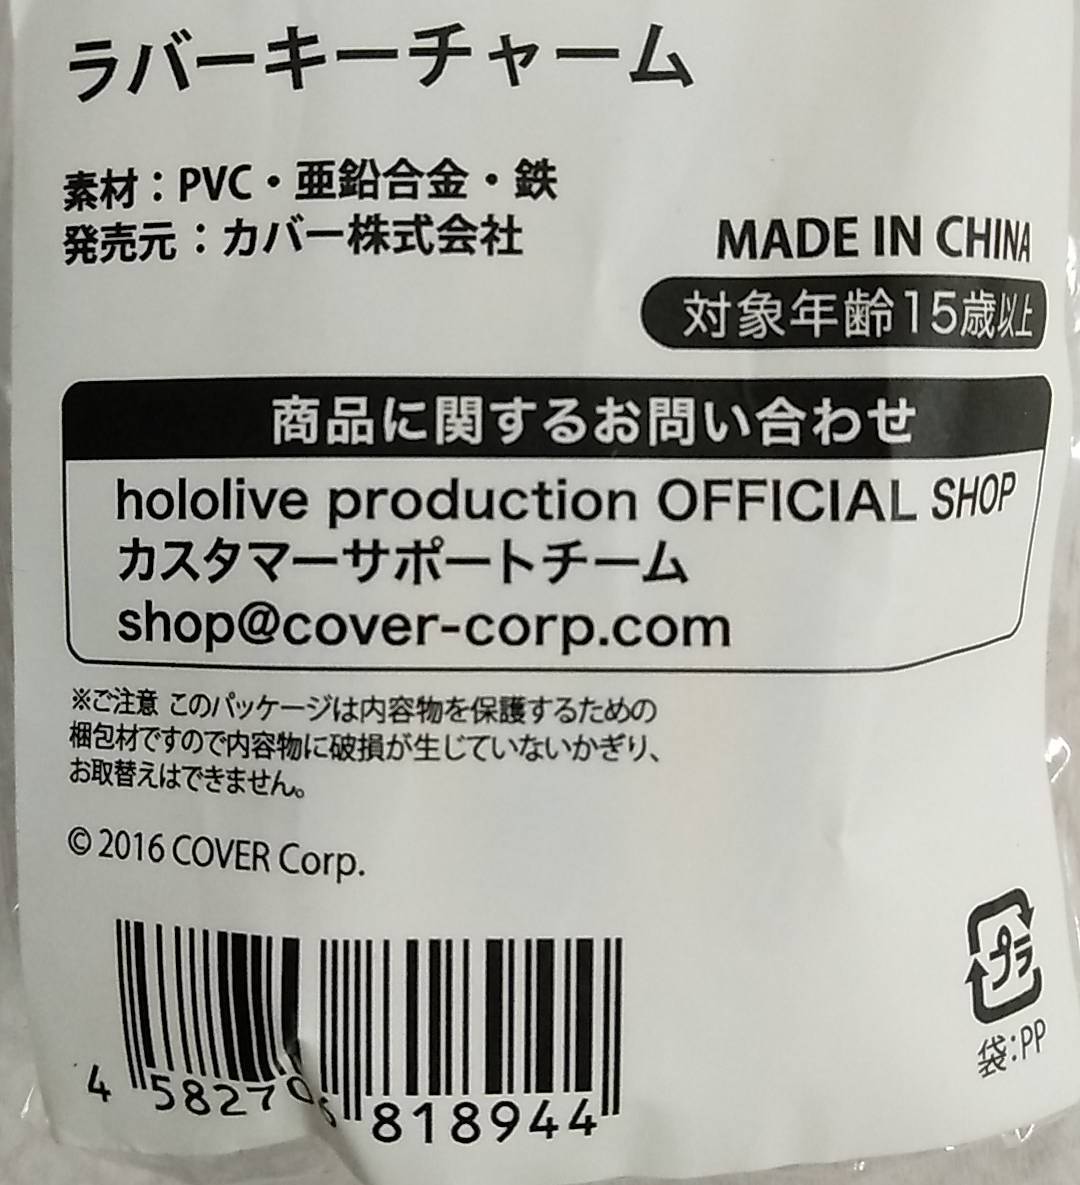 ラバーキーチャーム
素材：PVC・亜鉛合金・鉄
発売元：カバー株式会社
MADE IN CHINA
対象年齢15歳以上
商品に関するお問い合わせ
hololive production OFFICIAL SHOP
カスタマーサポートチーム
shop@cover-corp.com
※ご注意 このパッケージは内容物を保護するための
梱包材ですので内容物に破損が生じていないかぎり、
お取替えはできません。
© 2016 COVER Corp.
プラ
袋:PP
4 582706 818944